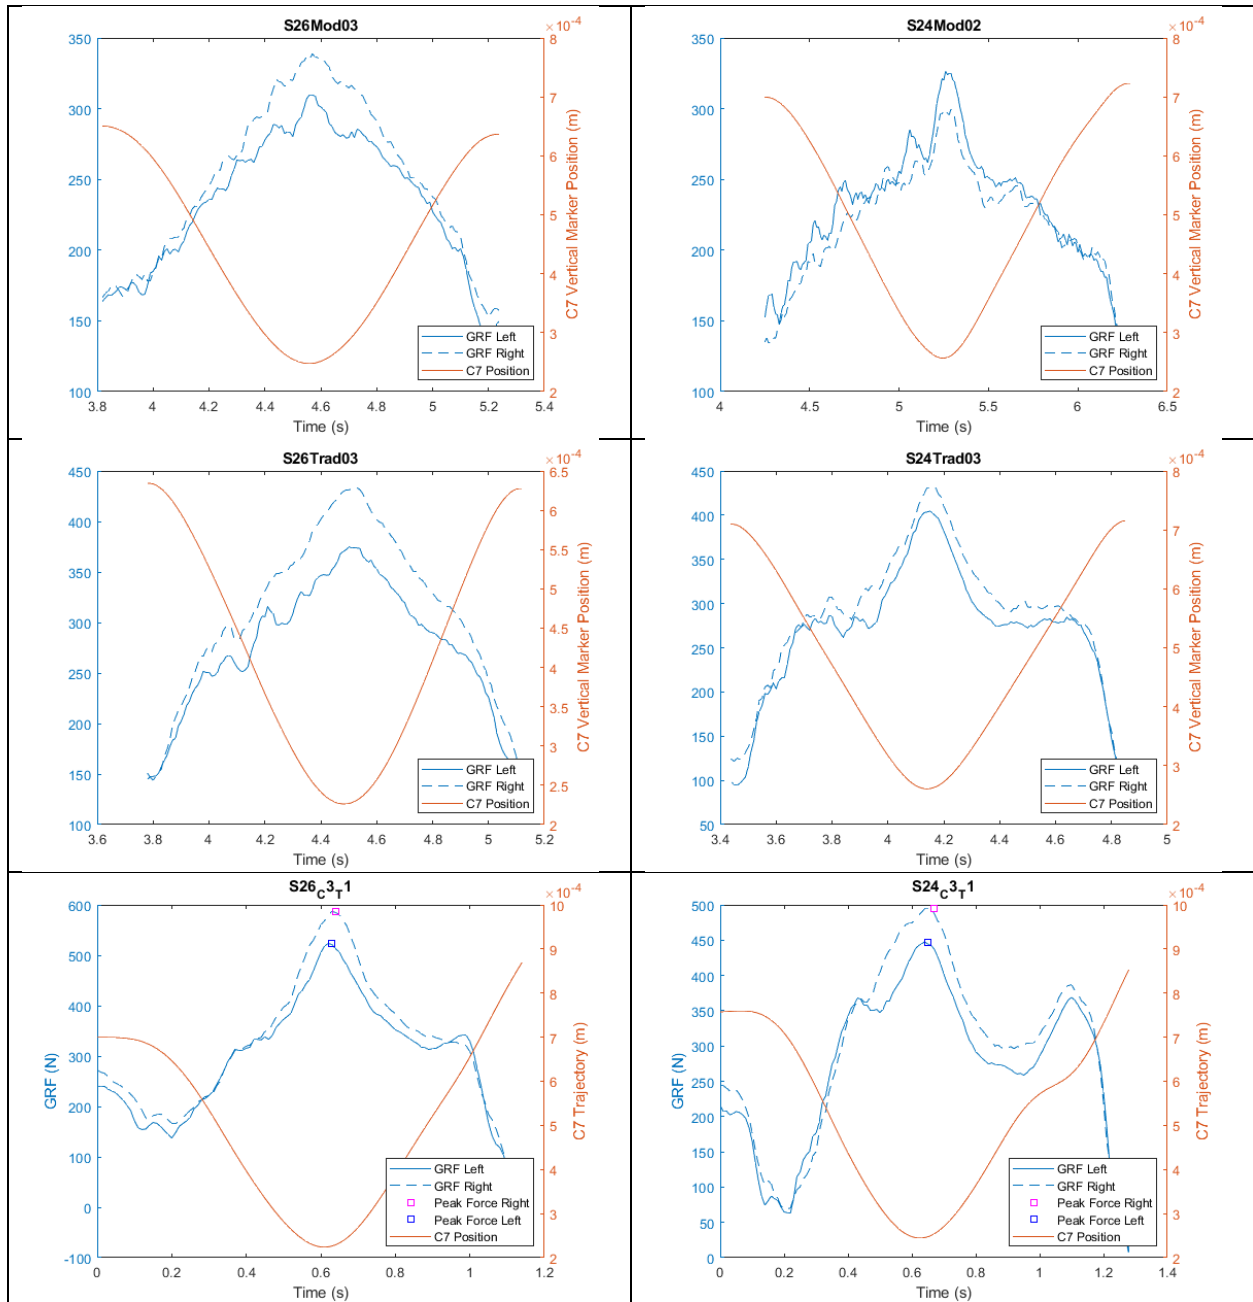 S26Mod03
×10⁻⁴
350
300
250
200
150
100
8
7
6
5
4
3
2
C7 Vertical Marker Position (m)
GRF Left
GRF Right
C7 Position
3.8 4 4.2 4.4 4.6 4.8 5 5.2 5.4
Time (s)
S24Mod02
×10⁻⁴
350
300
250
200
150
100
8
7
6
5
4
3
2
C7 Vertical Marker Position (m)
GRF Left
GRF Right
C7 Position
4 4.5 5 5.5 6 6.5
Time (s)
S26Trad03
×10⁻⁴
450
400
350
300
250
200
150
100
6.5
6
5.5
5
4.5
4
3.5
3
2.5
2
C7 Vertical Marker Position (m)
GRF Left
GRF Right
C7 Position
3.6 3.8 4 4.2 4.4 4.6 4.8 5 5.2
Time (s)
S24Trad03
×10⁻⁴
450
400
350
300
250
200
150
100
50
8
7
6
5
4
3
2
C7 Vertical Marker Position (m)
GRF Left
GRF Right
C7 Position
3.4 3.6 3.8 4 4.2 4.4 4.6 4.8 5
Time (s)
S26C3T1
×10⁻⁴
600
500
400
300
200
100
0
-100
GRF (N)
10
9
8
7
6
5
4
3
2
C7 Trajectory (m)
GRF Left
GRF Right
Peak Force Right
Peak Force Left
C7 Position
0 0.2 0.4 0.6 0.8 1 1.2
Time (s)
S24C3T1
×10⁻⁴
500
450
400
350
300
250
200
150
100
50
0
GRF (N)
10
9
8
7
6
5
4
3
2
C7 Trajectory (m)
GRF Left
GRF Right
Peak Force Right
Peak Force Left
C7 Position
0 0.2 0.4 0.6 0.8 1 1.2 1.4
Time (s)